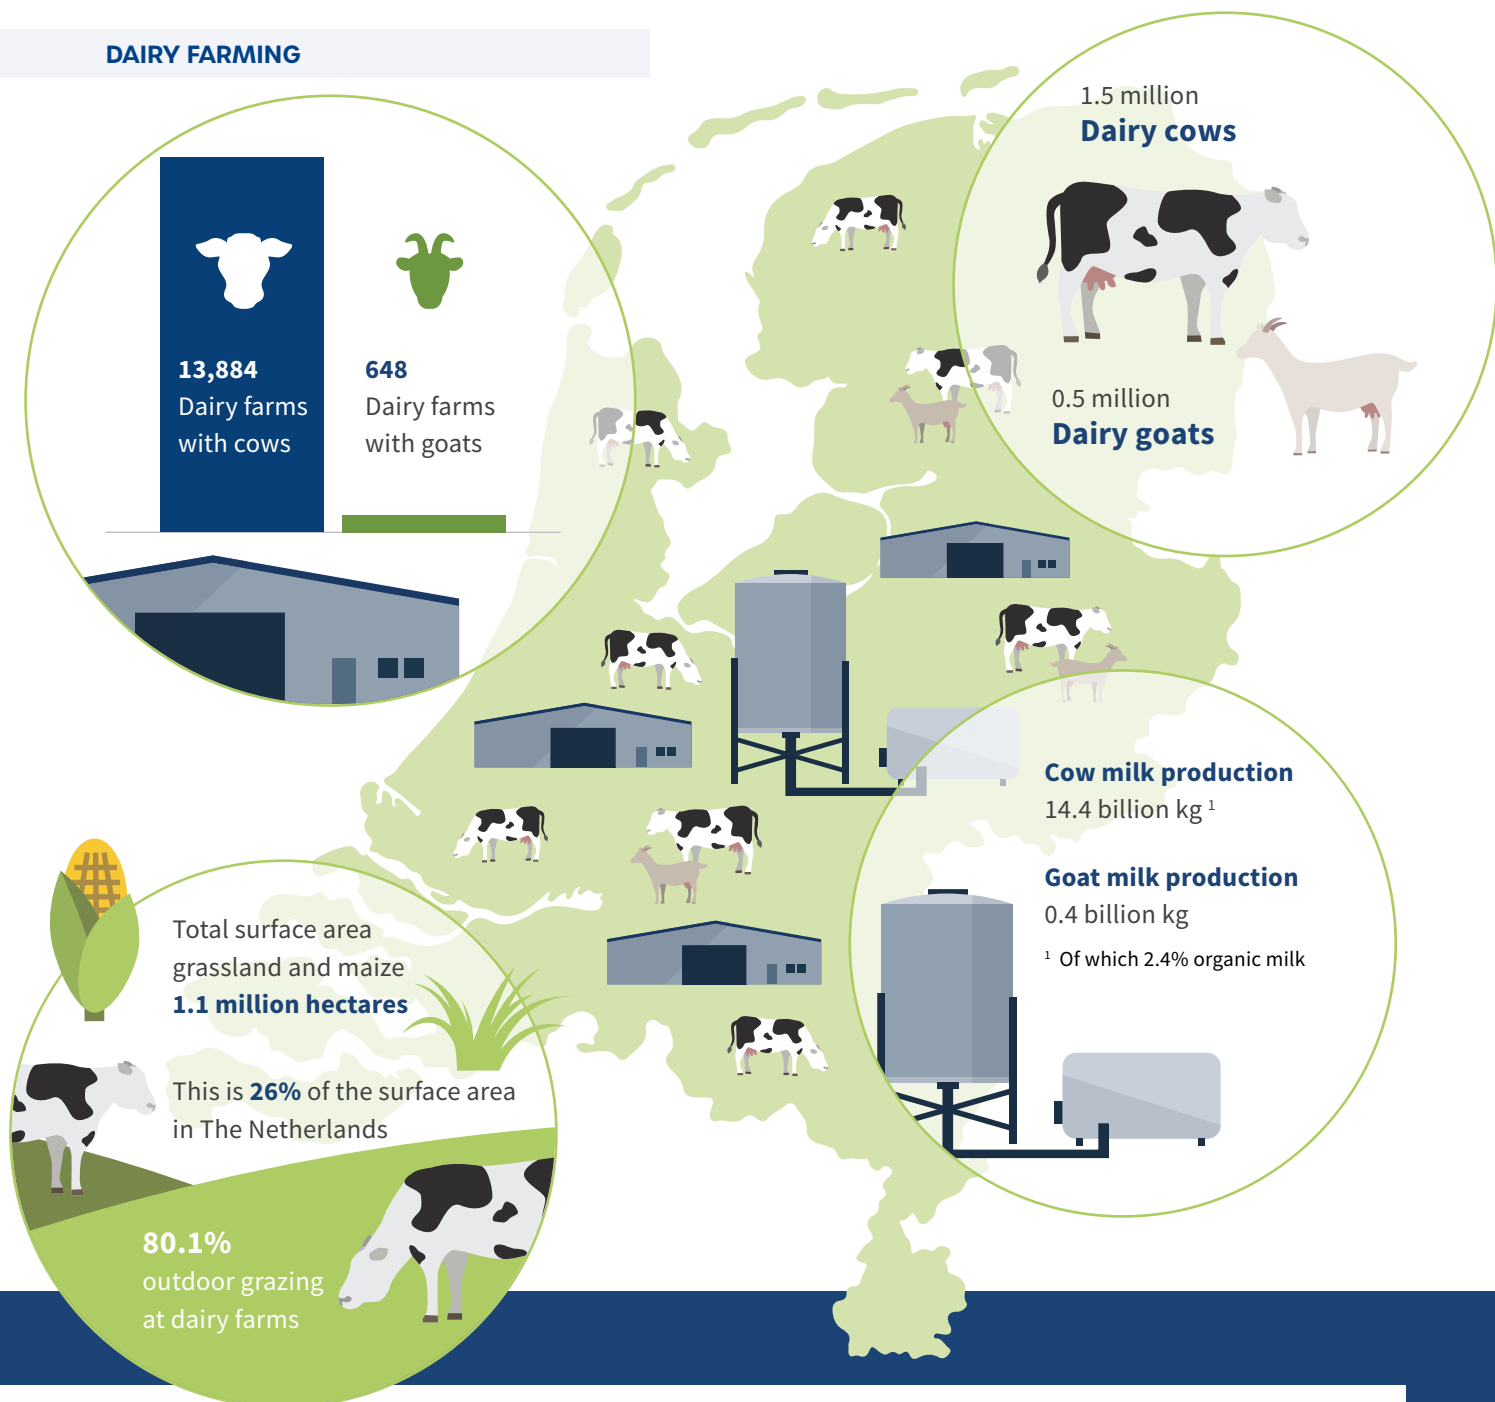 DAIRY FARMING
13,884
Dairy farms
with cows
648
Dairy farms
with goats
1.5 million
Dairy cows
0.5 million
Dairy goats
Cow milk production
14.4 billion kg ¹
Goat milk production
0.4 billion kg
¹ Of which 2.4% organic milk
Total surface area
grassland and maize
1.1 million hectares
This is 26% of the surface area
in The Netherlands
80.1%
outdoor grazing
at dairy farms